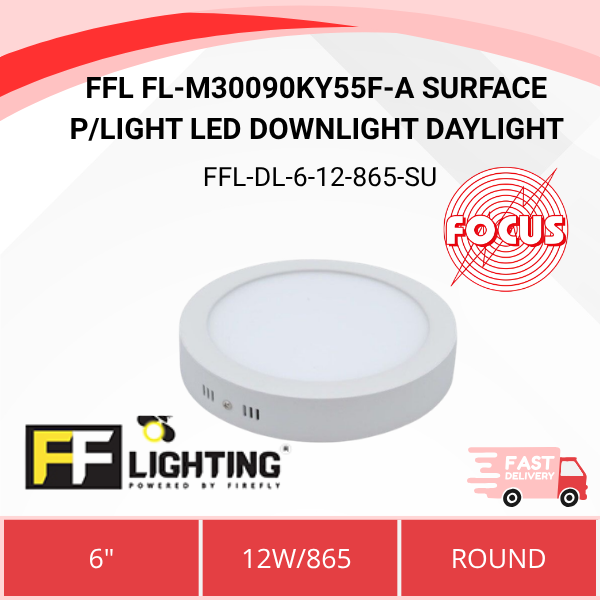 FFL FL-M30090KY55F-A SURFACE
P/LIGHT LED DOWNLIGHT DAYLIGHT
FFL-DL-6-12-865-SU
FOCUS
FF LIGHTING®
POWERED BY FIREFLY
FAST
DELIVERY
6"
12W/865
ROUND